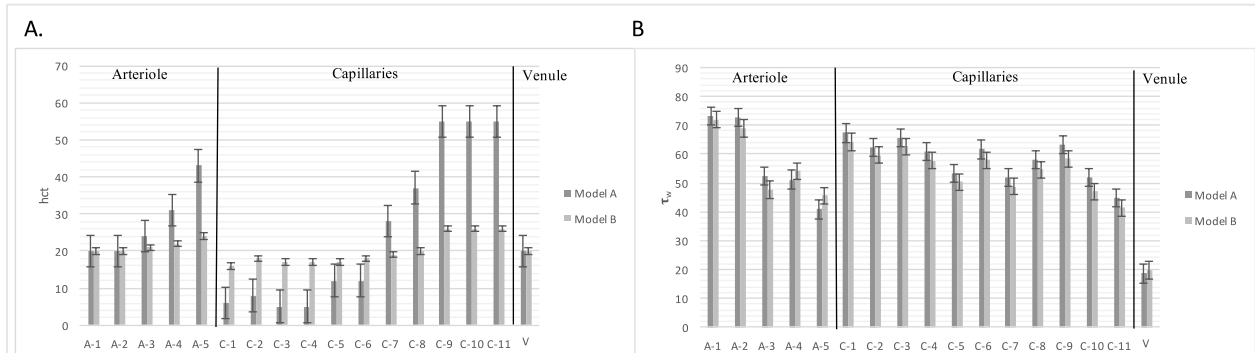 A.
B
Arteriole
Capillaries
Venule
70
60
50
40
30
20
10
0
hct
A-1 A-2 A-3 A-4 A-5 C-1 C-2 C-3 C-4 C-5 C-6 C-7 C-8 C-9 C-10 C-11 V
Model A
Model B
Arteriole
Capillaries
Venule
90
80
70
60
50
40
30
20
10
0
τw
A-1 A-2 A-3 A-4 A-5 C-1 C-2 C-3 C-4 C-5 C-6 C-7 C-8 C-9 C-10 C-11 V
Model A
Model B